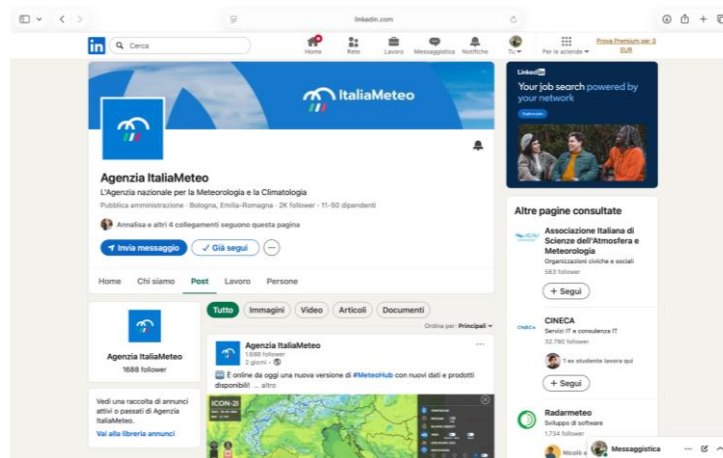 linkedin.com
in
Cerca
Home
Rete
Lavoro
Messaggistica
Notifiche
Tu
Per le aziende
Prova Premium per 0
EUR
ItaliaMeteo
Agenzia ItaliaMeteo
L'Agenzia nazionale per la Meteorologia e la Climatologia
Pubblica amministrazione · Bologna, Emilia-Romagna · 2K follower · 11-50 dipendenti
Annalisa e altri 4 collegamenti seguono questa pagina
Invia messaggio
Già segui
Home
Chi siamo
Post
Lavoro
Persone
Agenzia ItaliaMeteo
1688 follower
Vedi una raccolta di annunci
attivi o passati di Agenzia
ItaliaMeteo.
Vai alla libreria annunci
Tutto
Immagini
Video
Articoli
Documenti
Ordina per: Principali
Agenzia ItaliaMeteo
1.688 follower
2 giorni
È online da oggi una nuova versione di #MeteoHub con nuovi dati e prodotti
disponibili! ... altro
ICON-2I
LinkedIn
Your job search powered by
your network
Altre pagine consultate
Associazione Italiana di
Scienze dell'Atmosfera e
Meteorologia
Organizzazioni civiche e sociali
563 follower
+ Segui
CINECA
CINECA
Servizi IT e consulenza IT
32.780 follower
1 ex studente lavora qui
+ Segui
Radarmeteo
Sviluppo di software
1.734 follower
Nicolò
Messaggistica